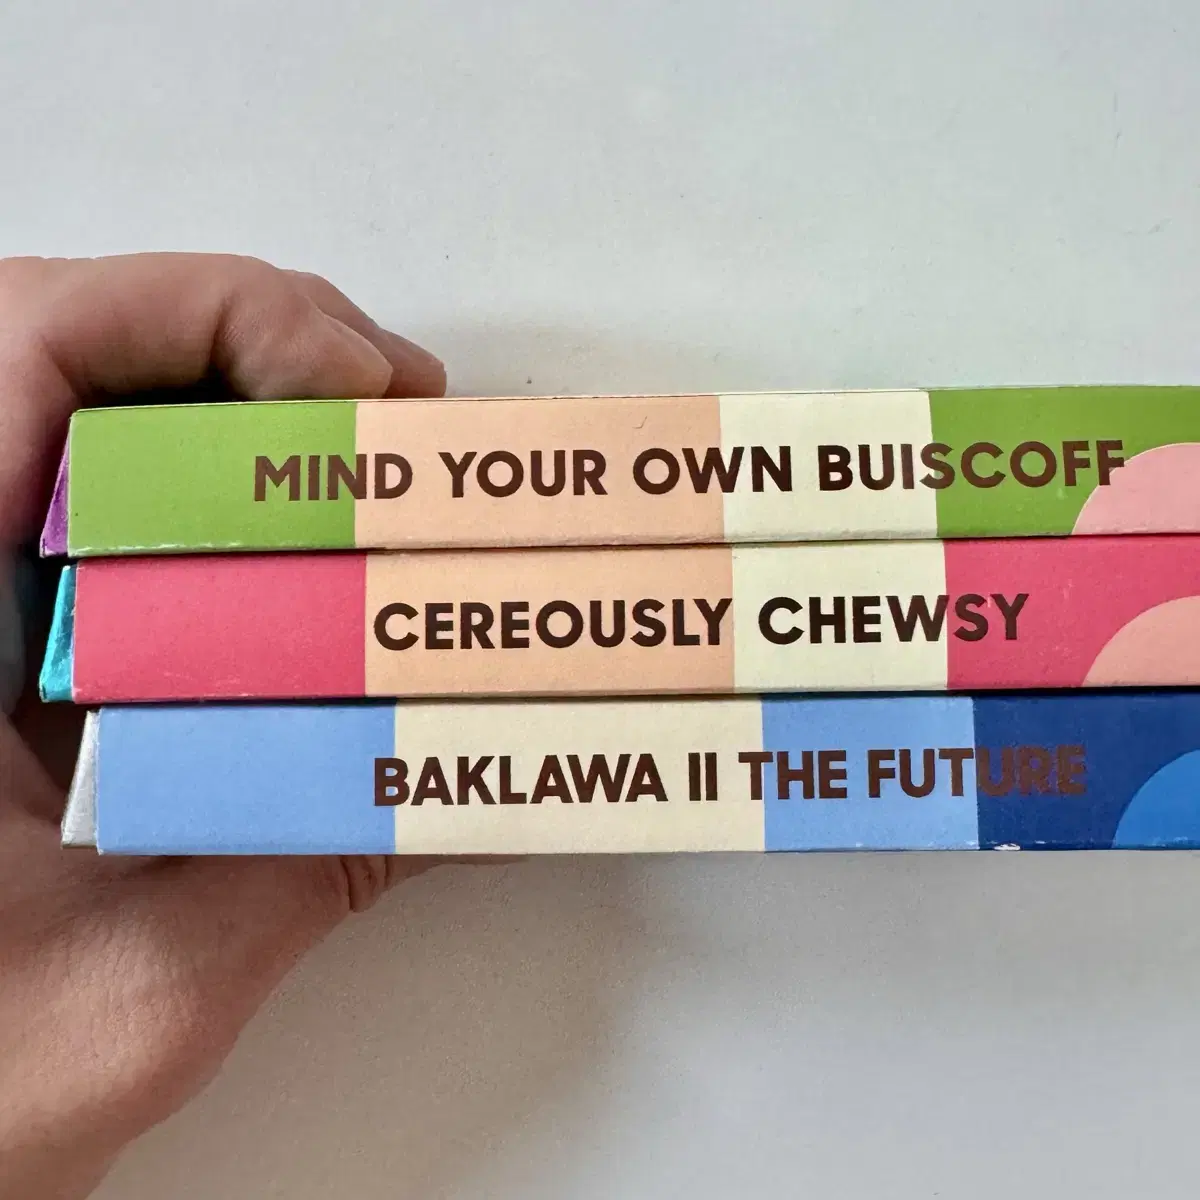 MIND YOUR OWN BUISCOFF
CEREOUSLY CHEWSY
BAKLAWA II THE FUTURE